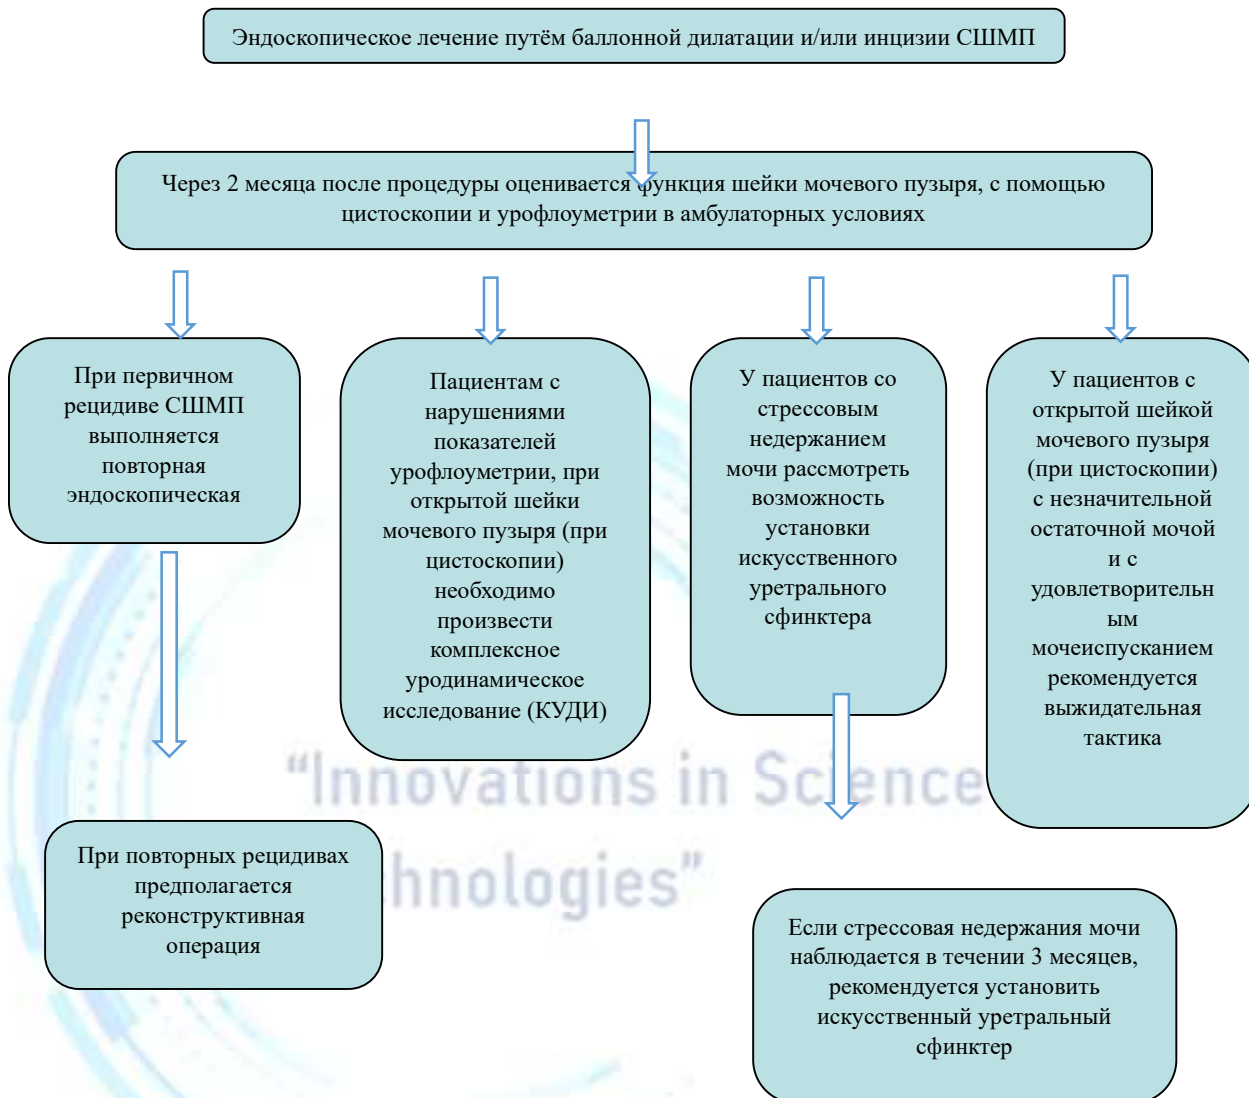 Эндоскопическое лечение путём баллонной дилатации и/или инцизии СШМП
Через 2 месяца после процедуры оценивается функция шейки мочевого пузыря, с помощью
цистоскопии и урофлоуметрии в амбулаторных условиях
При первичном
рецидиве СШМП
выполняется
повторная
эндоскопическая
Пациентам с
нарушениями
показателей
урофлоуметрии, при
открытой шейки
мочевого пузыря (при
цистоскопии)
необходимо
произвести
комплексное
уродинамическое
исследование (КУДИ)
У пациентов со
стрессовым
недержанием
мочи рассмотреть
возможность
установки
искусственного
уретрального
сфинктера
У пациентов с
открытой шейкой
мочевого пузыря
(при цистоскопии)
с незначительной
остаточной мочой
и с
удовлетворительн
ым
мочеиспусканием
рекомендуется
выжидательная
тактика
“Innovations in Science
chnologies”
При повторных рецидивах
предполагается
реконструктивная
операция
Если стрессовая недержания мочи
наблюдается в течении 3 месяцев,
рекомендуется установить
искусственный уретральный
сфинктер